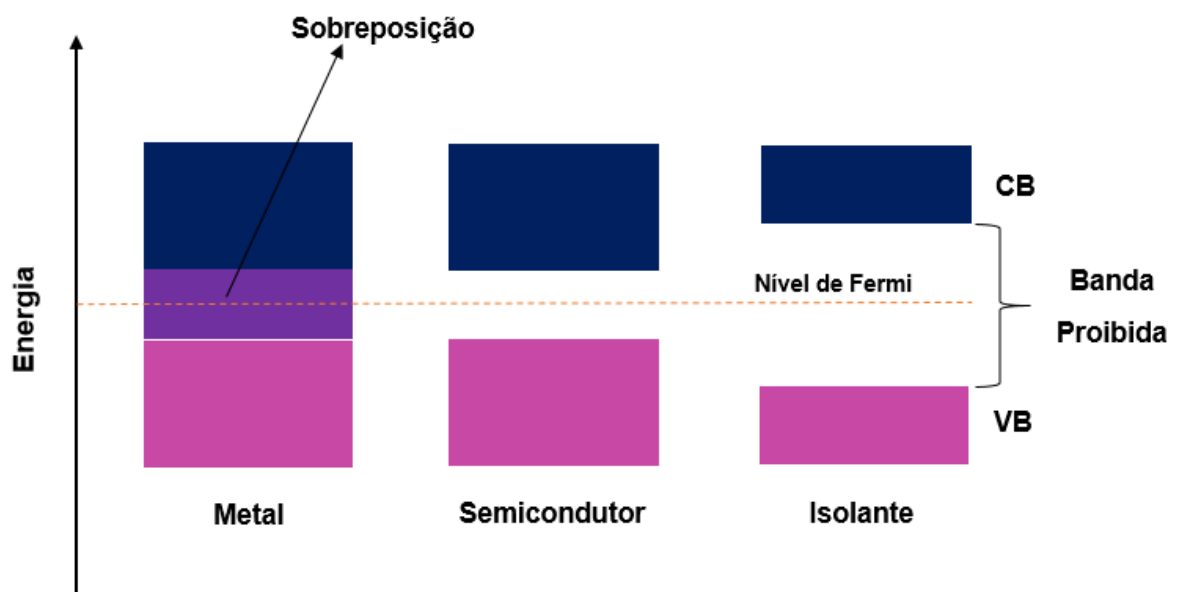 Sobreposição
CB
Energia
Nível de Fermi
Banda
Proibida
VB
Metal
Semicondutor
Isolante